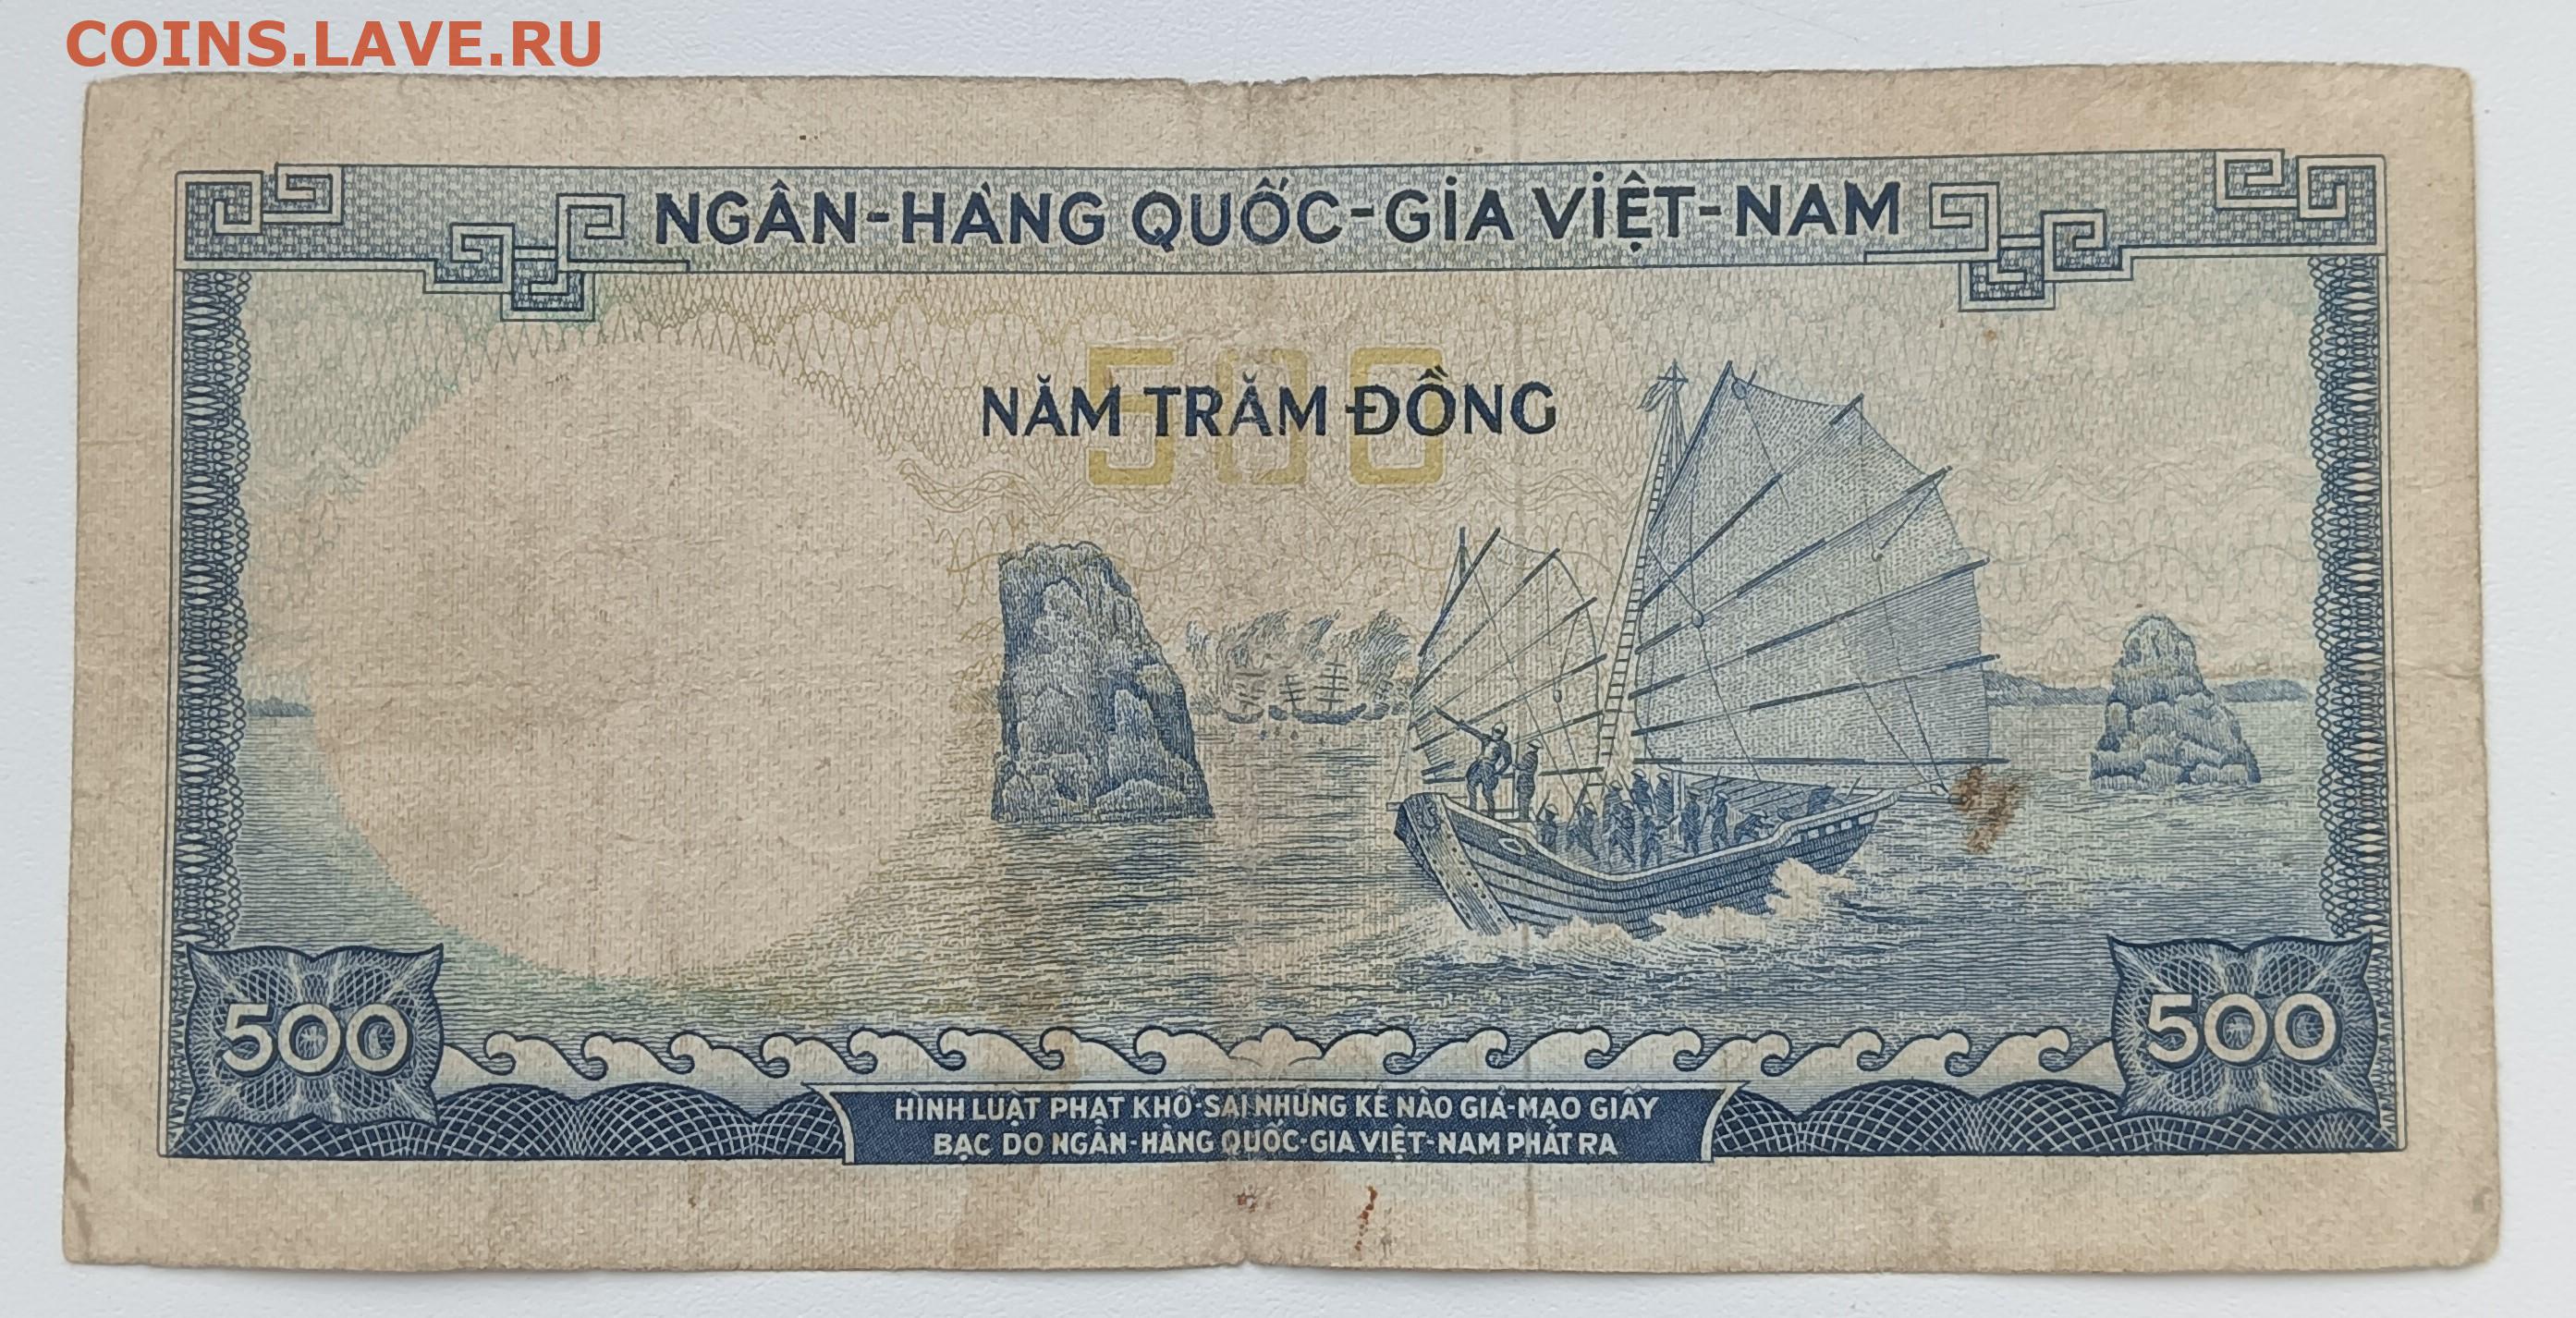 COINS.LAVE.RU
NGÂN-HÀNG QUỐC-GiA ViỆT-NAM
500
NĂM TRĂM ĐỒNG
500
500
HÌNH LUẬT PHẠT KHỔ-SAI NHỮNG KẺ NÀO GIẢ-MẠO GIẤY
BẠC DO NGÂN-HÀNG QUỐC-GIA VIỆT-NAM PHÁT RA